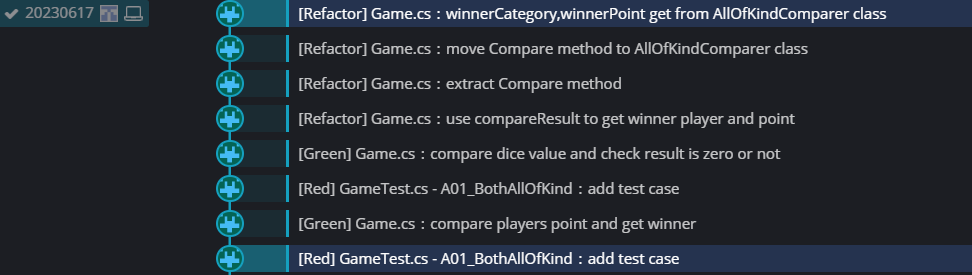 20230617
[Refactor] Game.cs：winnerCategory,winnerPoint get from AllOfKindComparer class
[Refactor] Game.cs：move Compare method to AllOfKindComparer class
[Refactor] Game.cs：extract Compare method
[Refactor] Game.cs：use compareResult to get winner player and point
[Green] Game.cs：compare dice value and check result is zero or not
[Red] GameTest.cs - A01_BothAllOfKind：add test case
[Green] Game.cs：compare players point and get winner
[Red] GameTest.cs - A01_BothAllOfKind：add test case